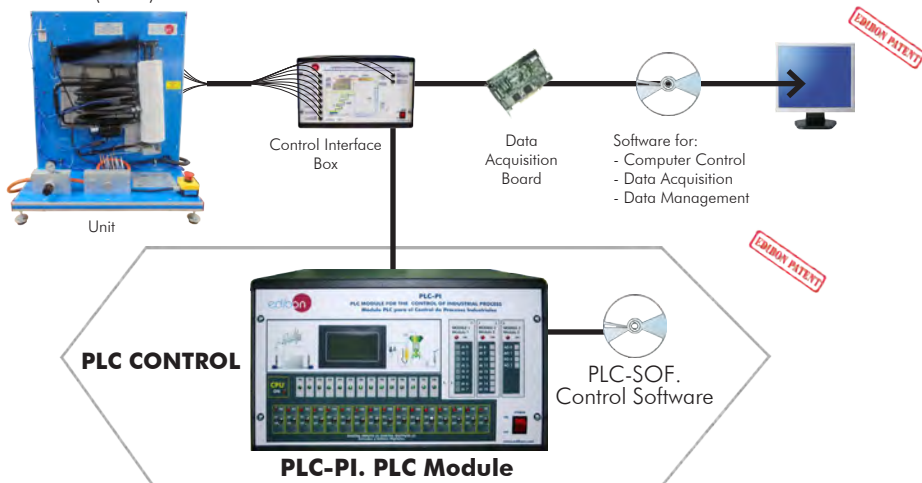 EDIBON PATENT
Unit
Control Interface
Box
Data
Acquisition
Board
Software for:
- Computer Control
- Data Acquisition
- Data Management
EDIBON PATENT
PLC CONTROL
edibon
PLC-PI
PLC MODULE FOR THE CONTROL OF INDUSTRIAL PROCESS
Módulo PLC para el Control de Procesos Industriales
CPU
PLC-SOF.
Control Software
PLC-PI. PLC Module